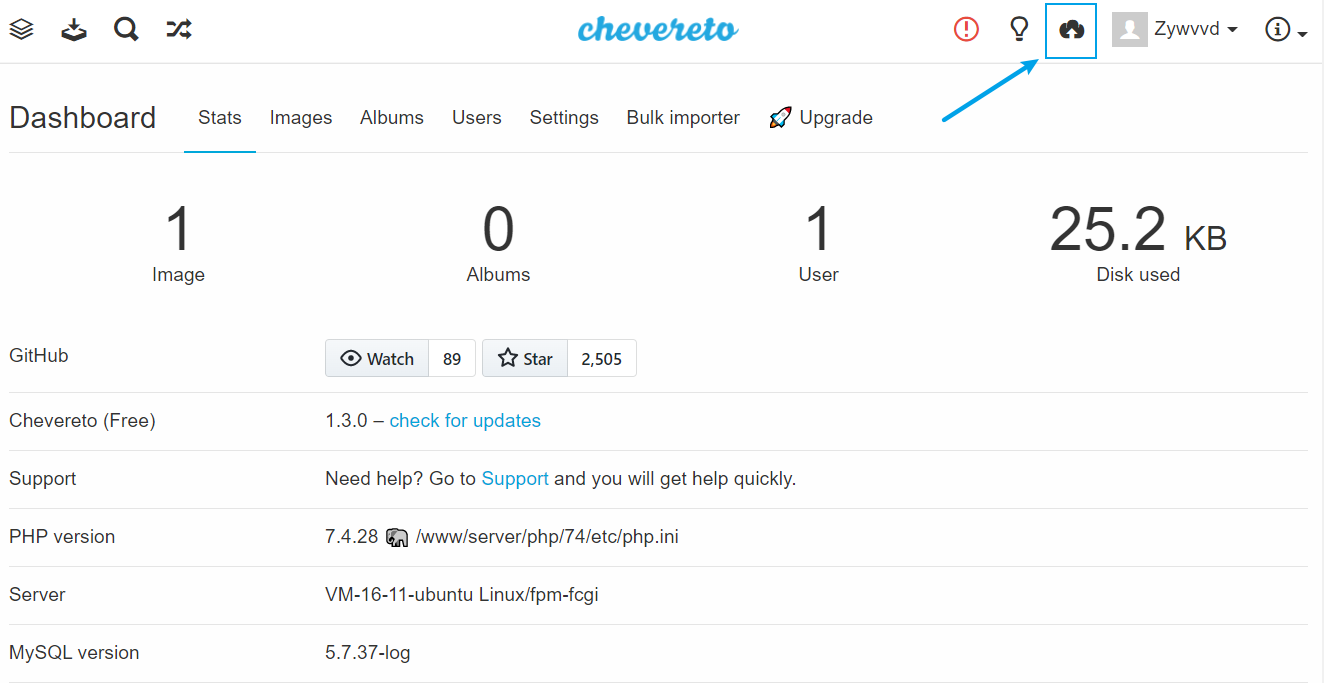 chevereto
Zywvvd
Dashboard Stats Images Albums Users Settings Bulk importer Upgrade
1 0 1 25.2 KB
Image Albums User Disk used
GitHub Watch 89 Star 2,505
Chevereto (Free) 1.3.0 – check for updates
Support Need help? Go to Support and you will get help quickly.
PHP version 7.4.28 /www/server/php/74/etc/php.ini
Server VM-16-11-ubuntu Linux/fpm-fcgi
MySQL version 5.7.37-log